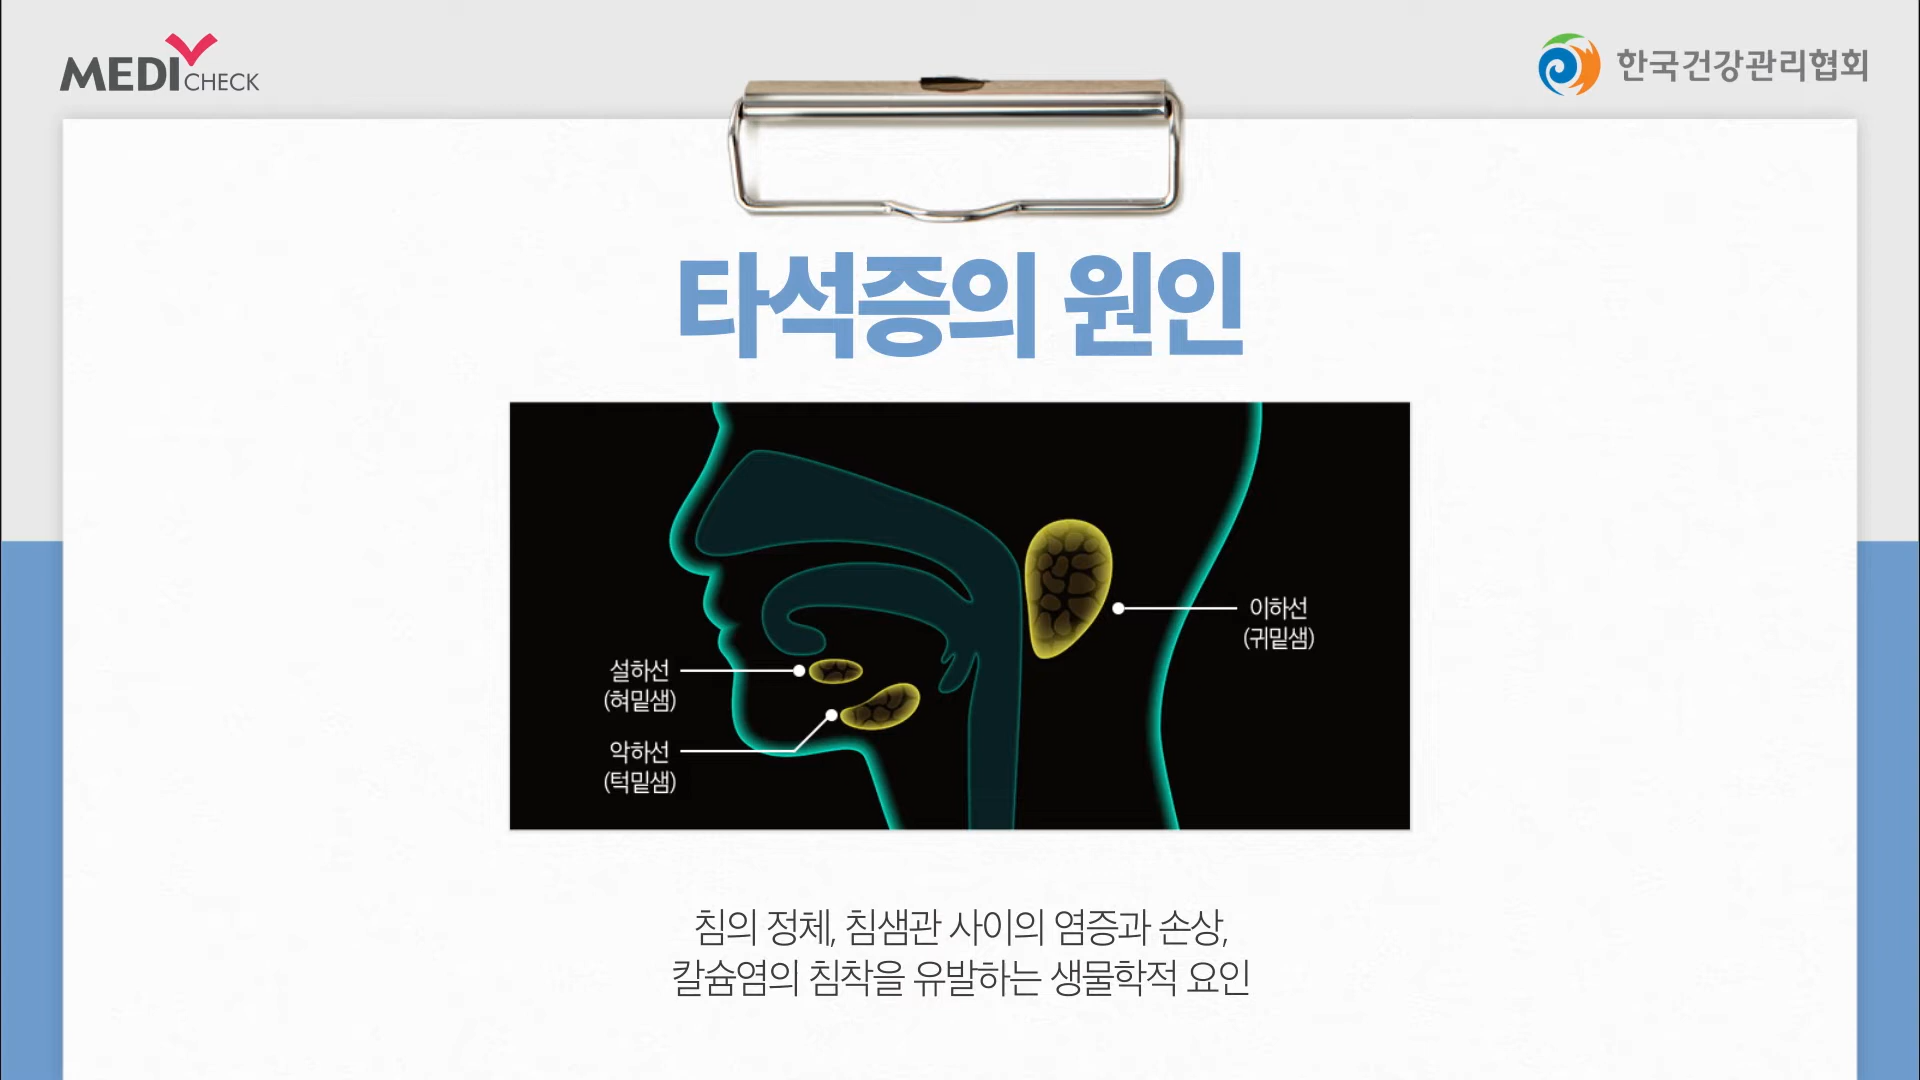 MEDI CHECK
한국건강관리협회
타석증의 원인
이하선
(귀밑샘)
설하선
(혀밑샘)
악하선
(턱밑샘)
침의 정체, 침샘관 사이의 염증과 손상,
칼슘염의 침착을 유발하는 생물학적 요인